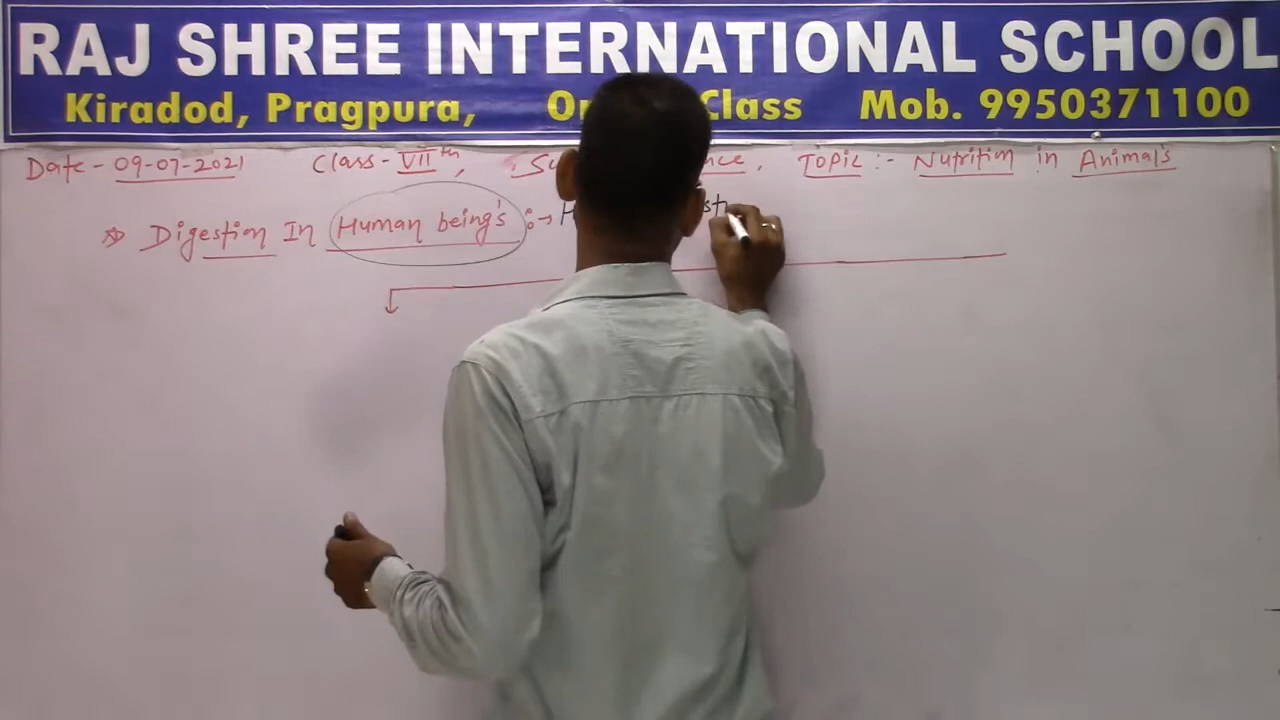 RAJ SHREE INTERNATIONAL SCHOOL
Kiradod, Pragpura, Class Mob. 9950371100
Date - 09-07-2021 Class - VIIth, Topic :- Nutrition in Animal's
Digestion In Human being's :→